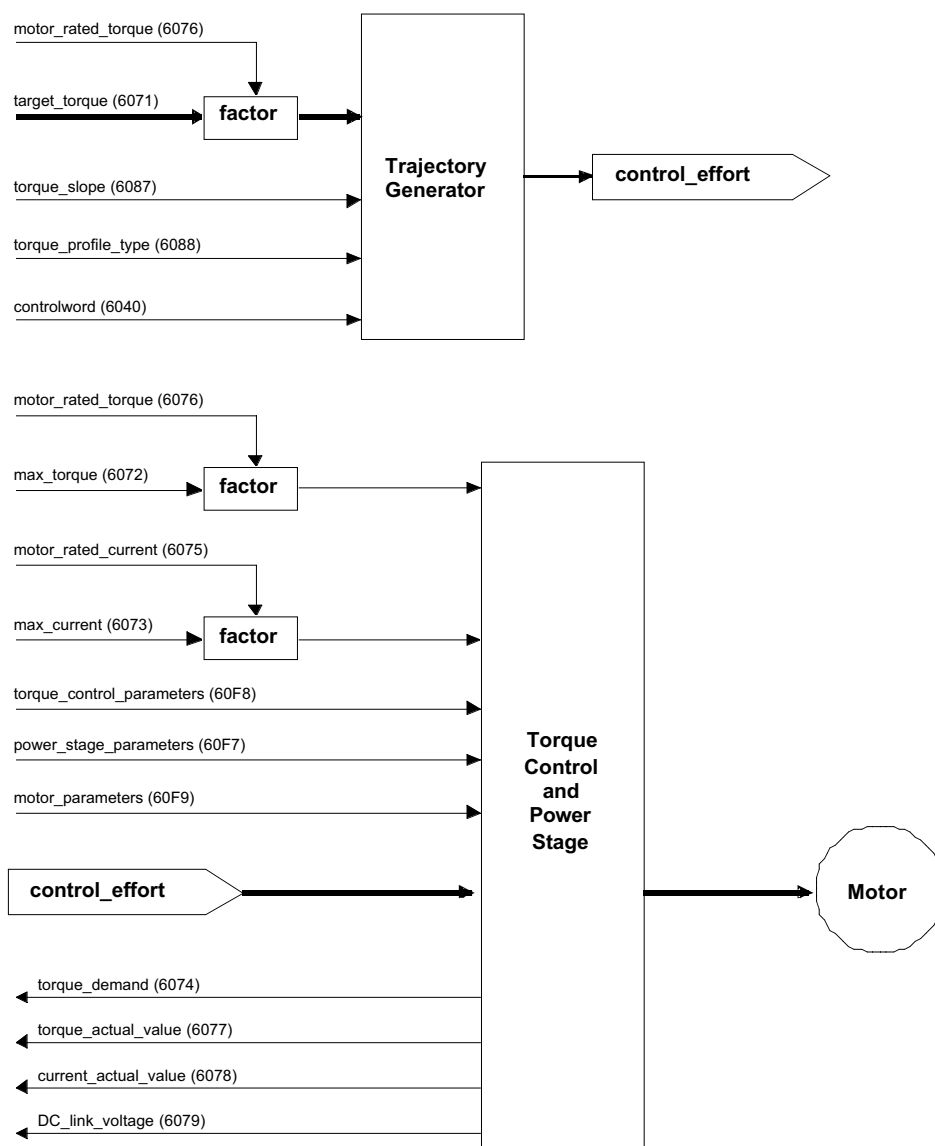 motor_rated_torque (6076)
target_torque (6071)
factor
Trajectory
Generator
control_effort
torque_slope (6087)
torque_profile_type (6088)
controlword (6040)
motor_rated_torque (6076)
max_torque (6072)
factor
motor_rated_current (6075)
max_current (6073)
factor
torque_control_parameters (60F8)
power_stage_parameters (60F7)
motor_parameters (60F9)
Torque
Control
and
Power
Stage
control_effort
Motor
torque_demand (6074)
torque_actual_value (6077)
current_actual_value (6078)
DC_link_voltage (6079)